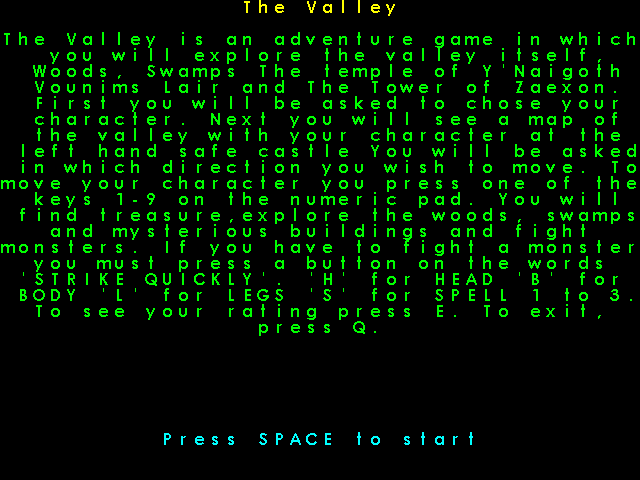 The Valley
The Valley is an adventure game in which
you will explore the valley itself,
Woods, Swamps The temple of Y'Naigoth
Vounims Lair and The Tower of Zaexon.
First you will be asked to chose your
character. Next you will see a map of
the valley with your character at the
left hand safe castle You will be asked
in which direction you wish to move. To
move your character you press one of the
keys 1-9 on the numeric pad. You will
find treasure,explore the woods, swamps
and mysterious buildings and fight
monsters. If you have to fight a monster
you must press a button on the words
'STRIKE QUICKLY'. 'H' for HEAD 'B' for
BODY 'L' for LEGS 'S' for SPELL 1 to 3.
To see your rating press E. To exit,
press Q.
Press SPACE to start